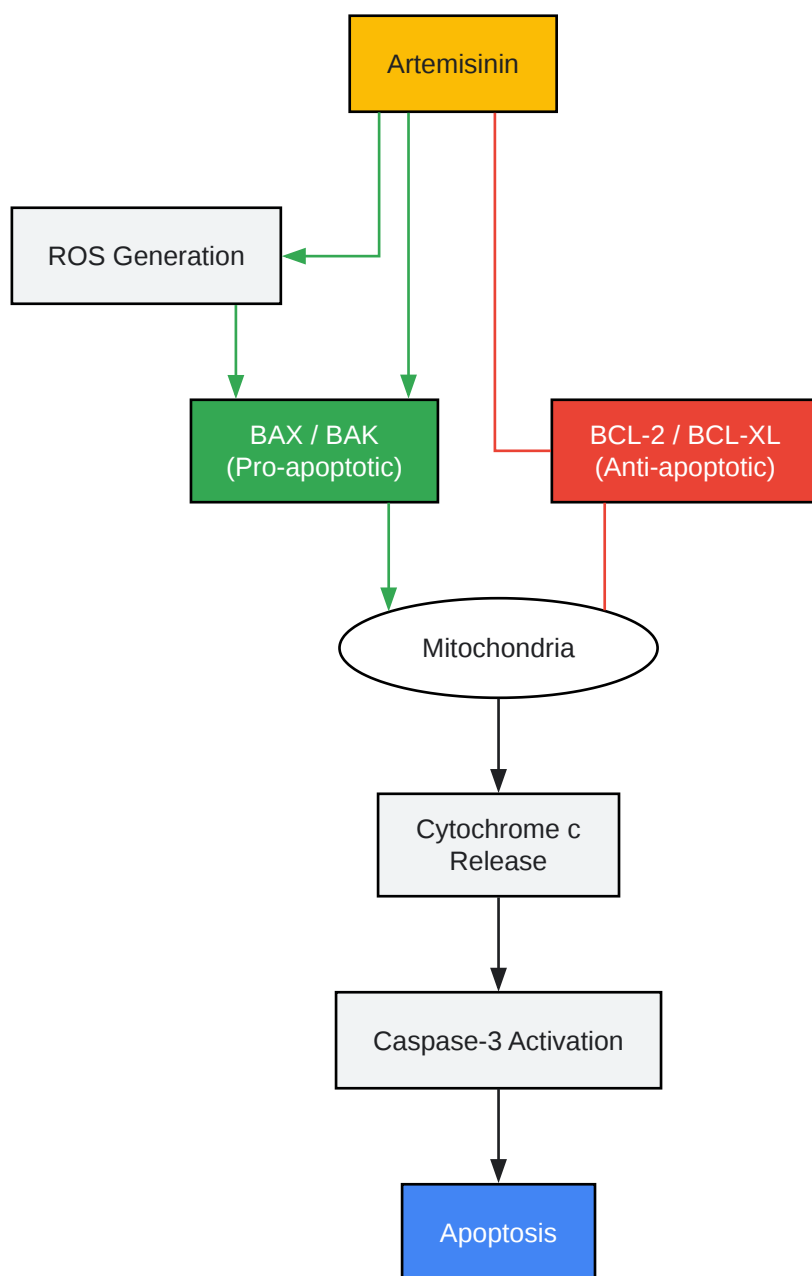 Artemisinin
ROS Generation
BAX / BAK
(Pro-apoptotic)
BCL-2 / BCL-XL
(Anti-apoptotic)
Mitochondria
Cytochrome c
Release
Caspase-3 Activation
Apoptosis